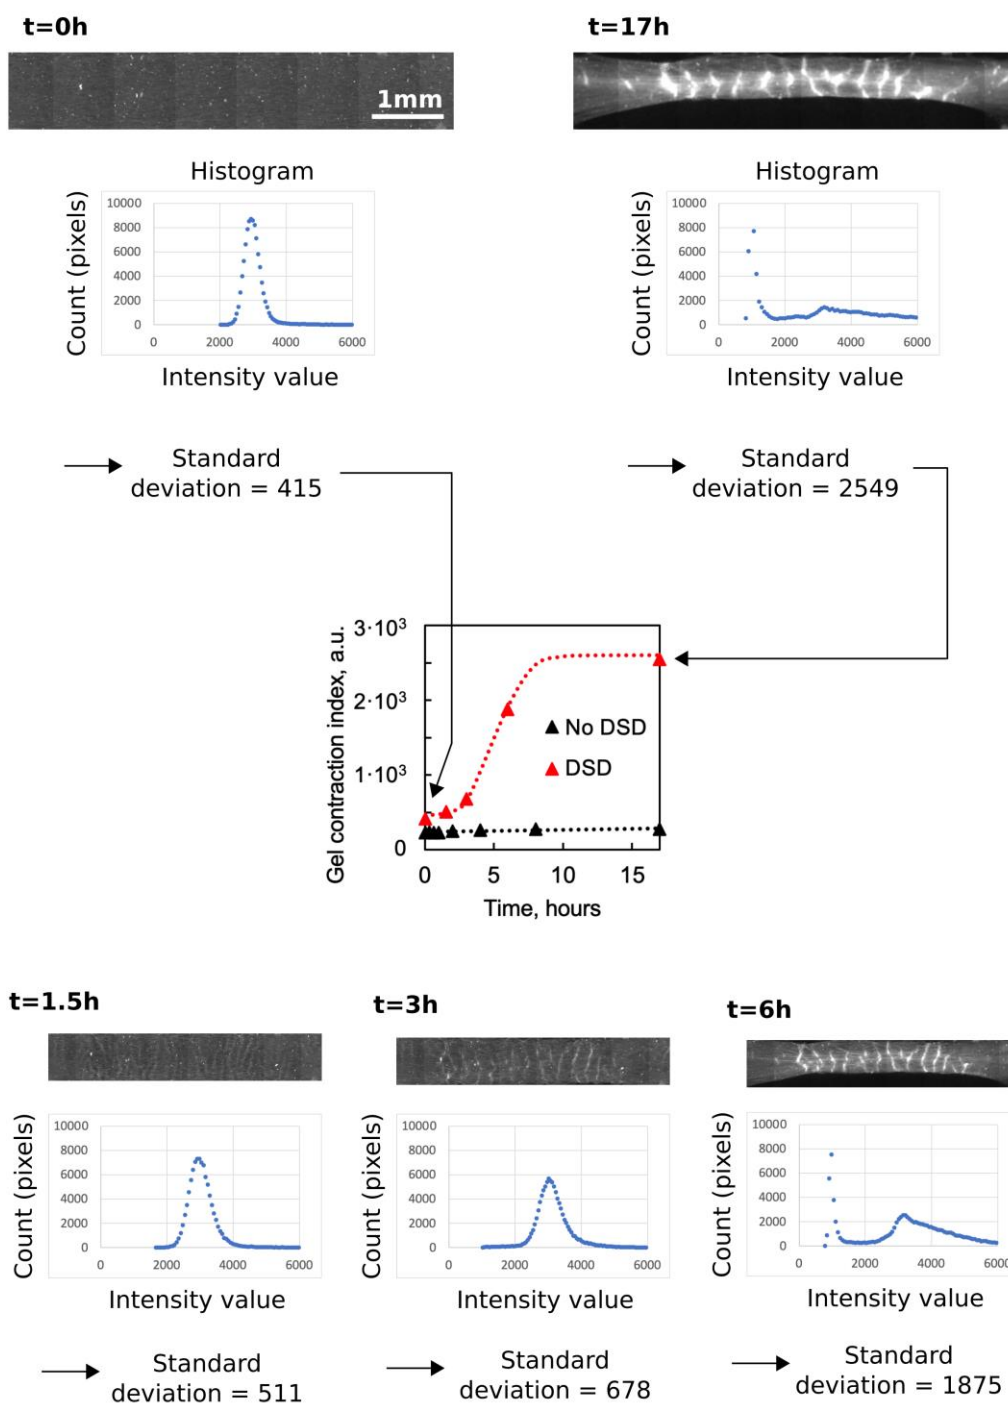 t=0h
t=17h
1mm
Histogram
Histogram
Count (pixels)
10000
8000
6000
4000
2000
0
0 2000 4000 6000
Intensity value
Count (pixels)
10000
8000
6000
4000
2000
0
0 2000 4000 6000
Intensity value
Standard
deviation = 415
Standard
deviation = 2549
Gel contraction index, a.u.
3·10³
2·10³
1·10³
0
No DSD
DSD
0 5 10 15
Time, hours
t=1.5h
t=3h
t=6h
Count (pixels)
10000
8000
6000
4000
2000
0
0 2000 4000 6000
Intensity value
Count (pixels)
10000
8000
6000
4000
2000
0
0 2000 4000 6000
Intensity value
Count (pixels)
10000
8000
6000
4000
2000
0
0 2000 4000 6000
Intensity value
Standard
deviation = 511
Standard
deviation = 678
Standard
deviation = 1875